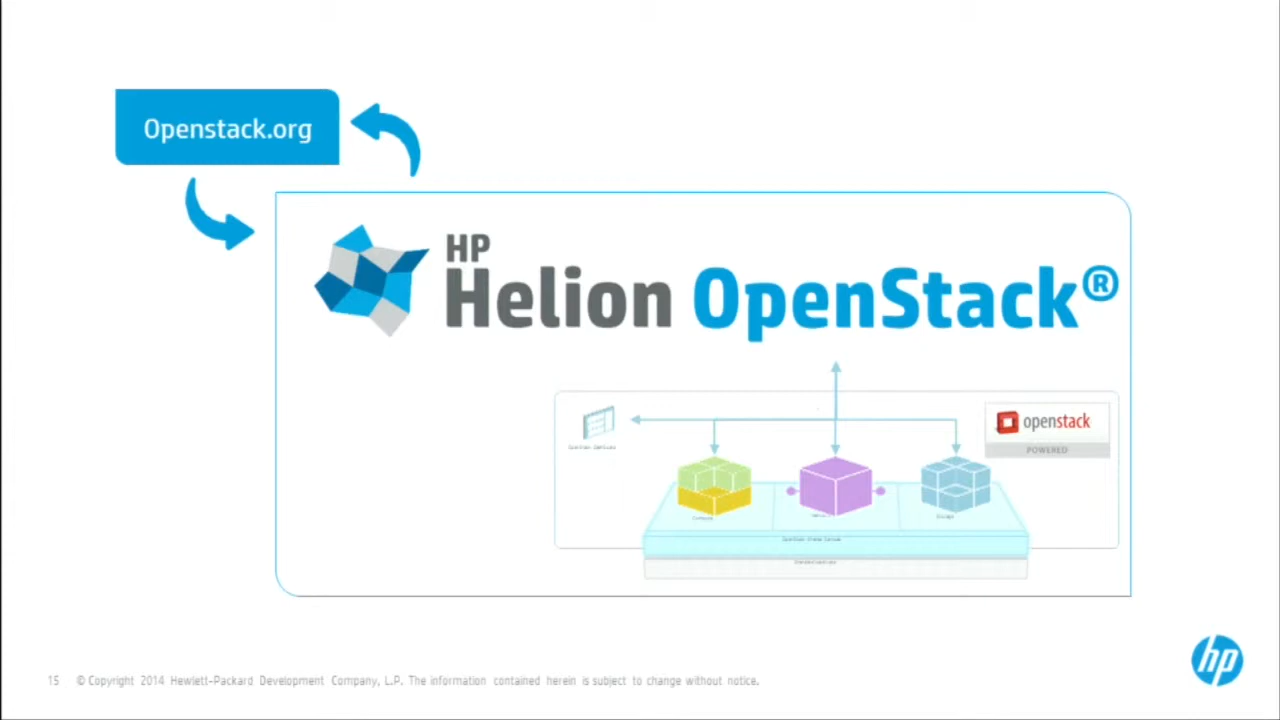 Openstack.org
HP
Helion OpenStack®
openstack
POWERED
hp
15 © Copyright 2014 Hewlett-Packard Development Company, L.P. The information contained herein is subject to change without notice.